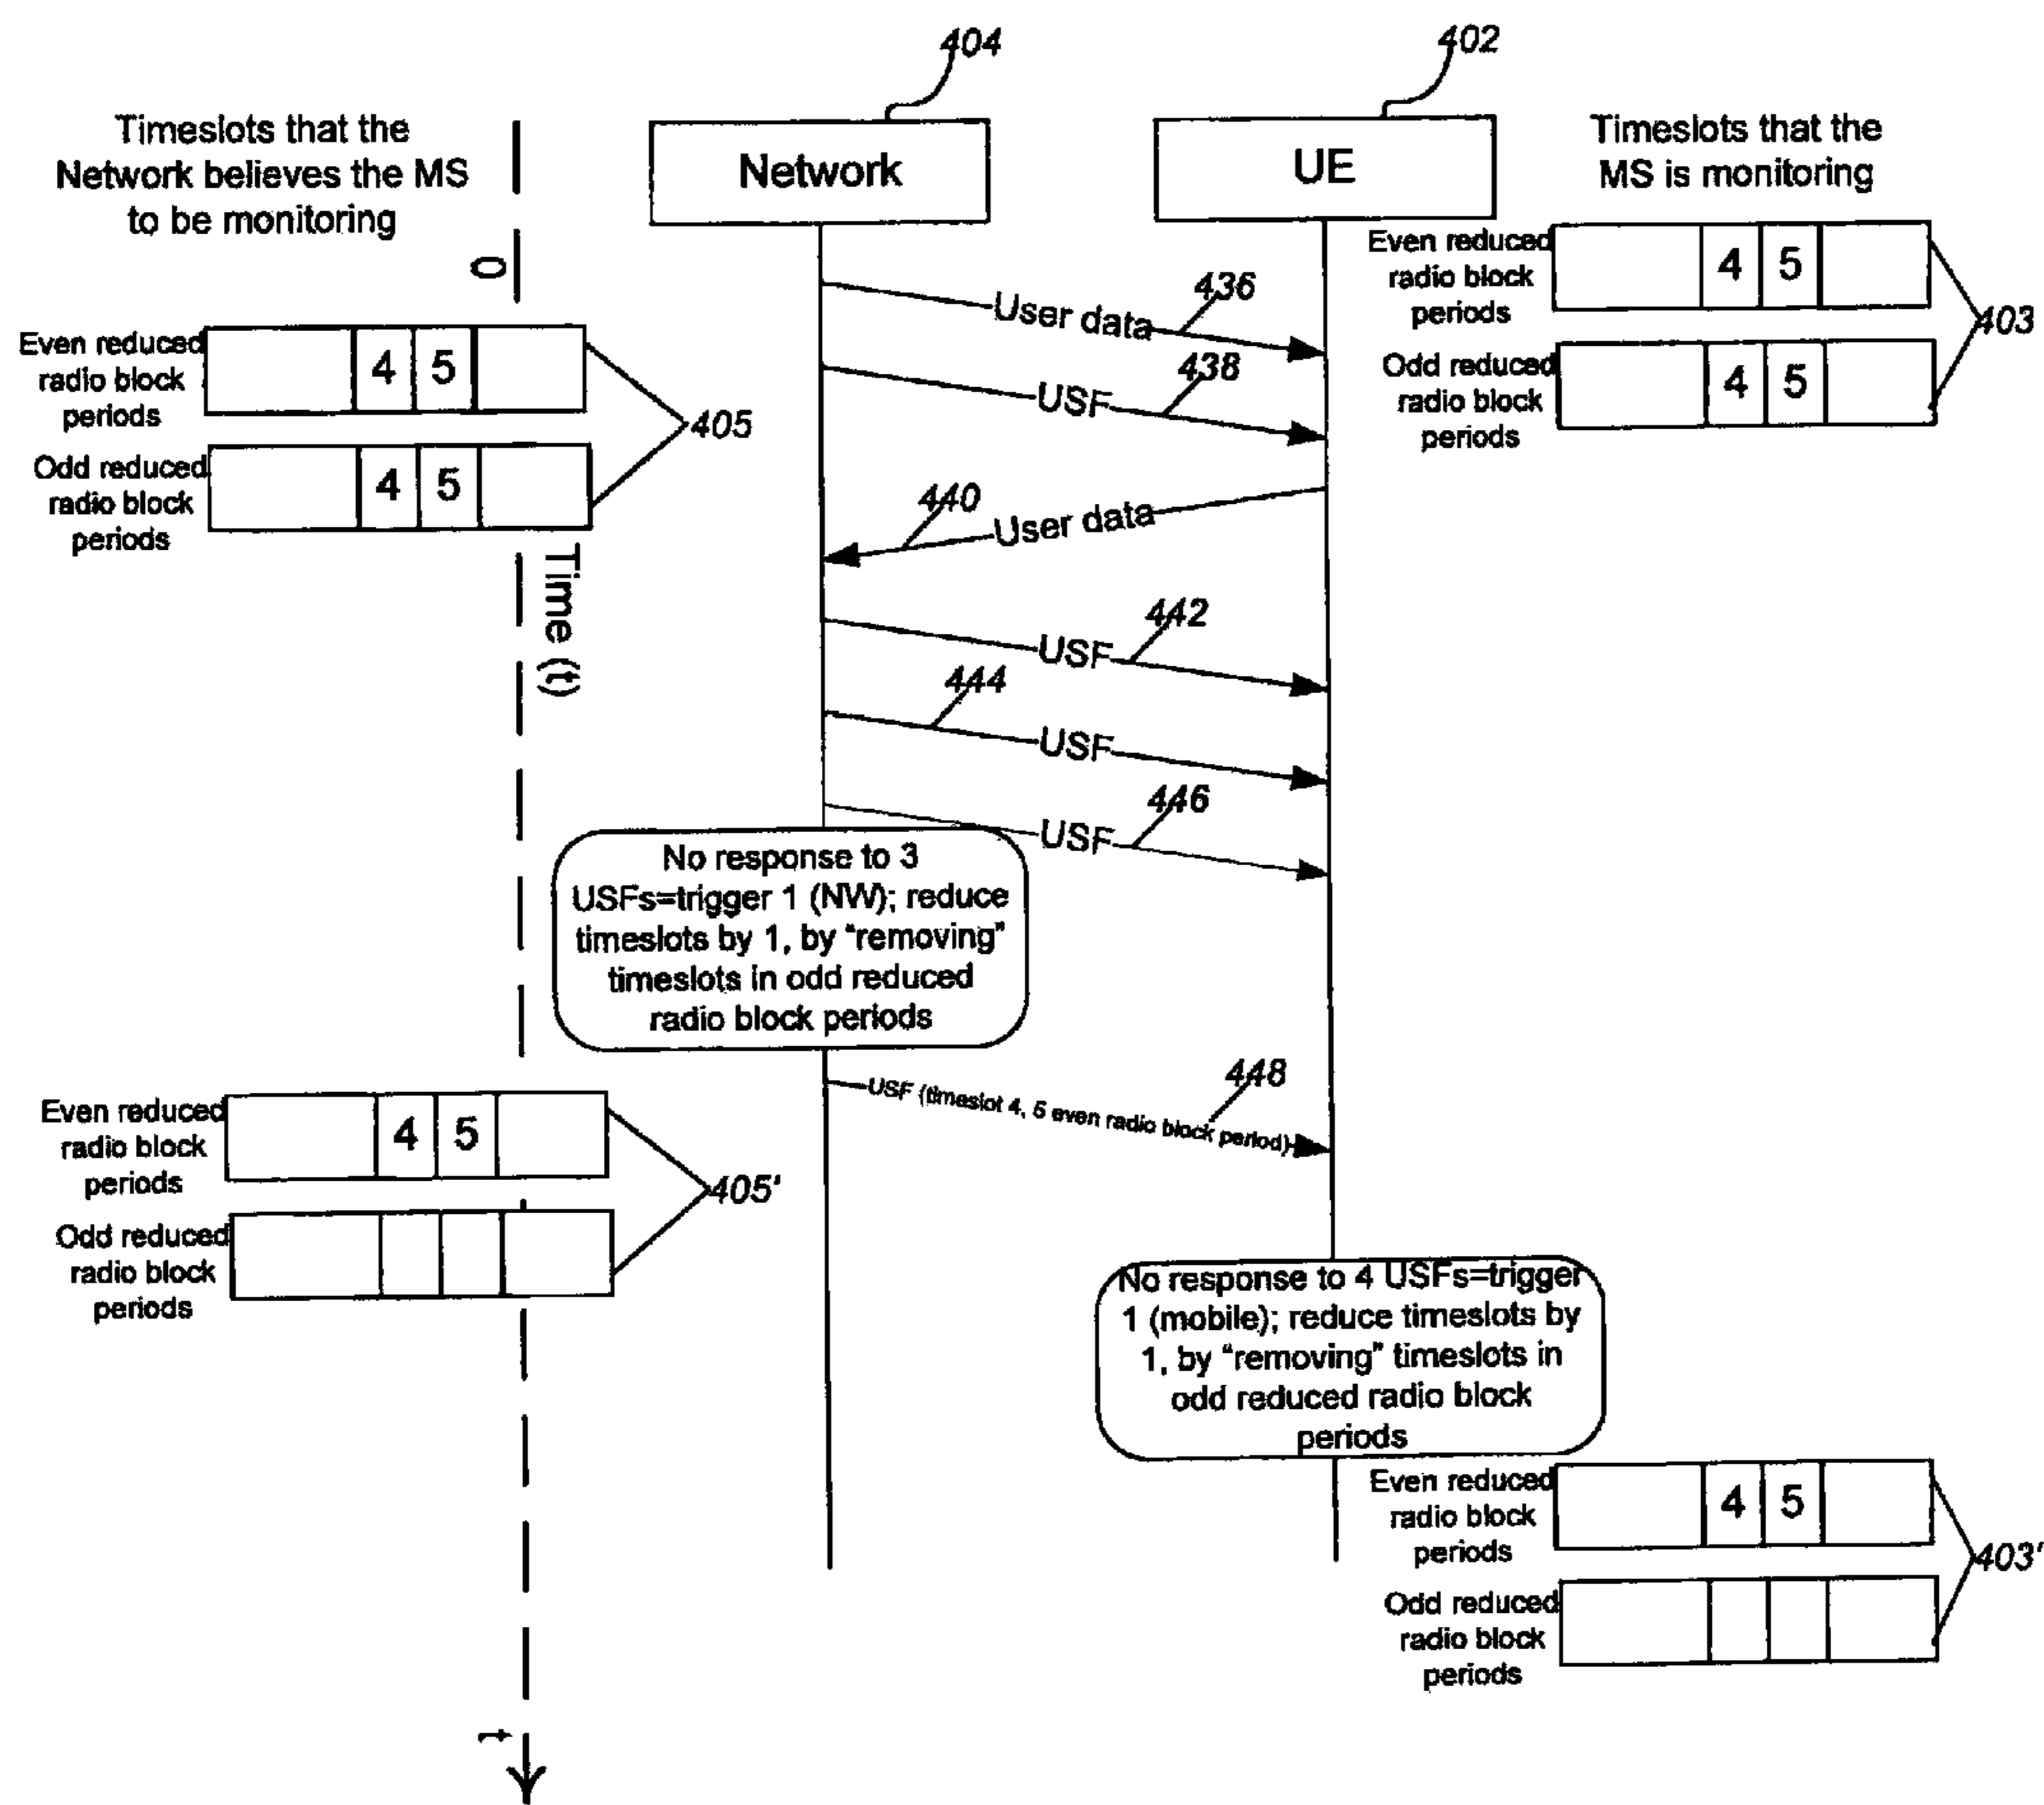 404
402
Timeslots that the
Network believes the MS
to be monitoring
Network
UE
Timeslots that the
MS is monitoring
0
Even reduced
radio block
periods
4 5
Odd reduced
radio block
periods
4 5
403
Even reduced
radio block
periods
4 5
Odd reduced
radio block
periods
4 5
405
User data
436
USF
438
User data
440
Time (t)
USF
442
USF
444
USF
446
No response to 3
USFs=trigger 1 (NW); reduce
timeslots by 1, by "removing"
timeslots in odd reduced
radio block periods
USF (timeslot 4, 5 even radio block period)
448
Even reduced
radio block
periods
4 5
Odd reduced
radio block
periods
405'
No response to 4 USFs=trigger
1 (mobile); reduce timeslots by
1, by "removing" timeslots in
odd reduced radio block
periods
Even reduced
radio block
periods
4 5
Odd reduced
radio block
periods
403'
t